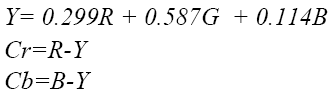 Y= 0.299R + 0.587G + 0.114B
Cr=R-Y
Cb=B-Y